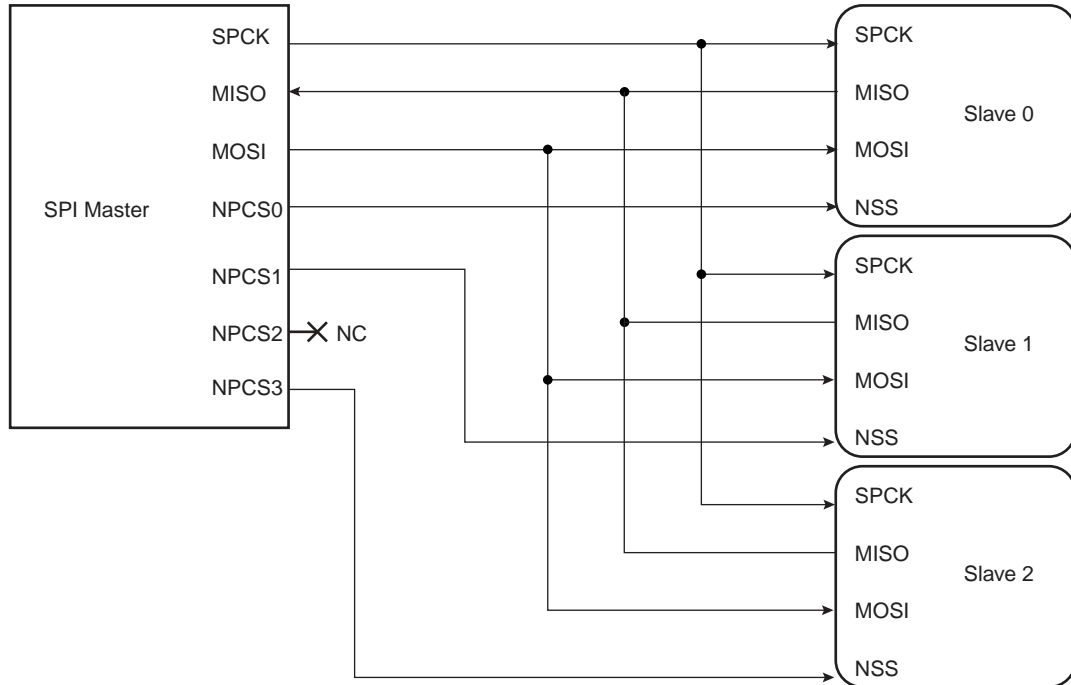 SPI Master
SPCK
MISO
MOSI
NPCS0
NPCS1
NPCS2
NC
NPCS3
SPCK
MISO
Slave 0
MOSI
NSS
SPCK
MISO
Slave 1
MOSI
NSS
SPCK
MISO
Slave 2
MOSI
NSS